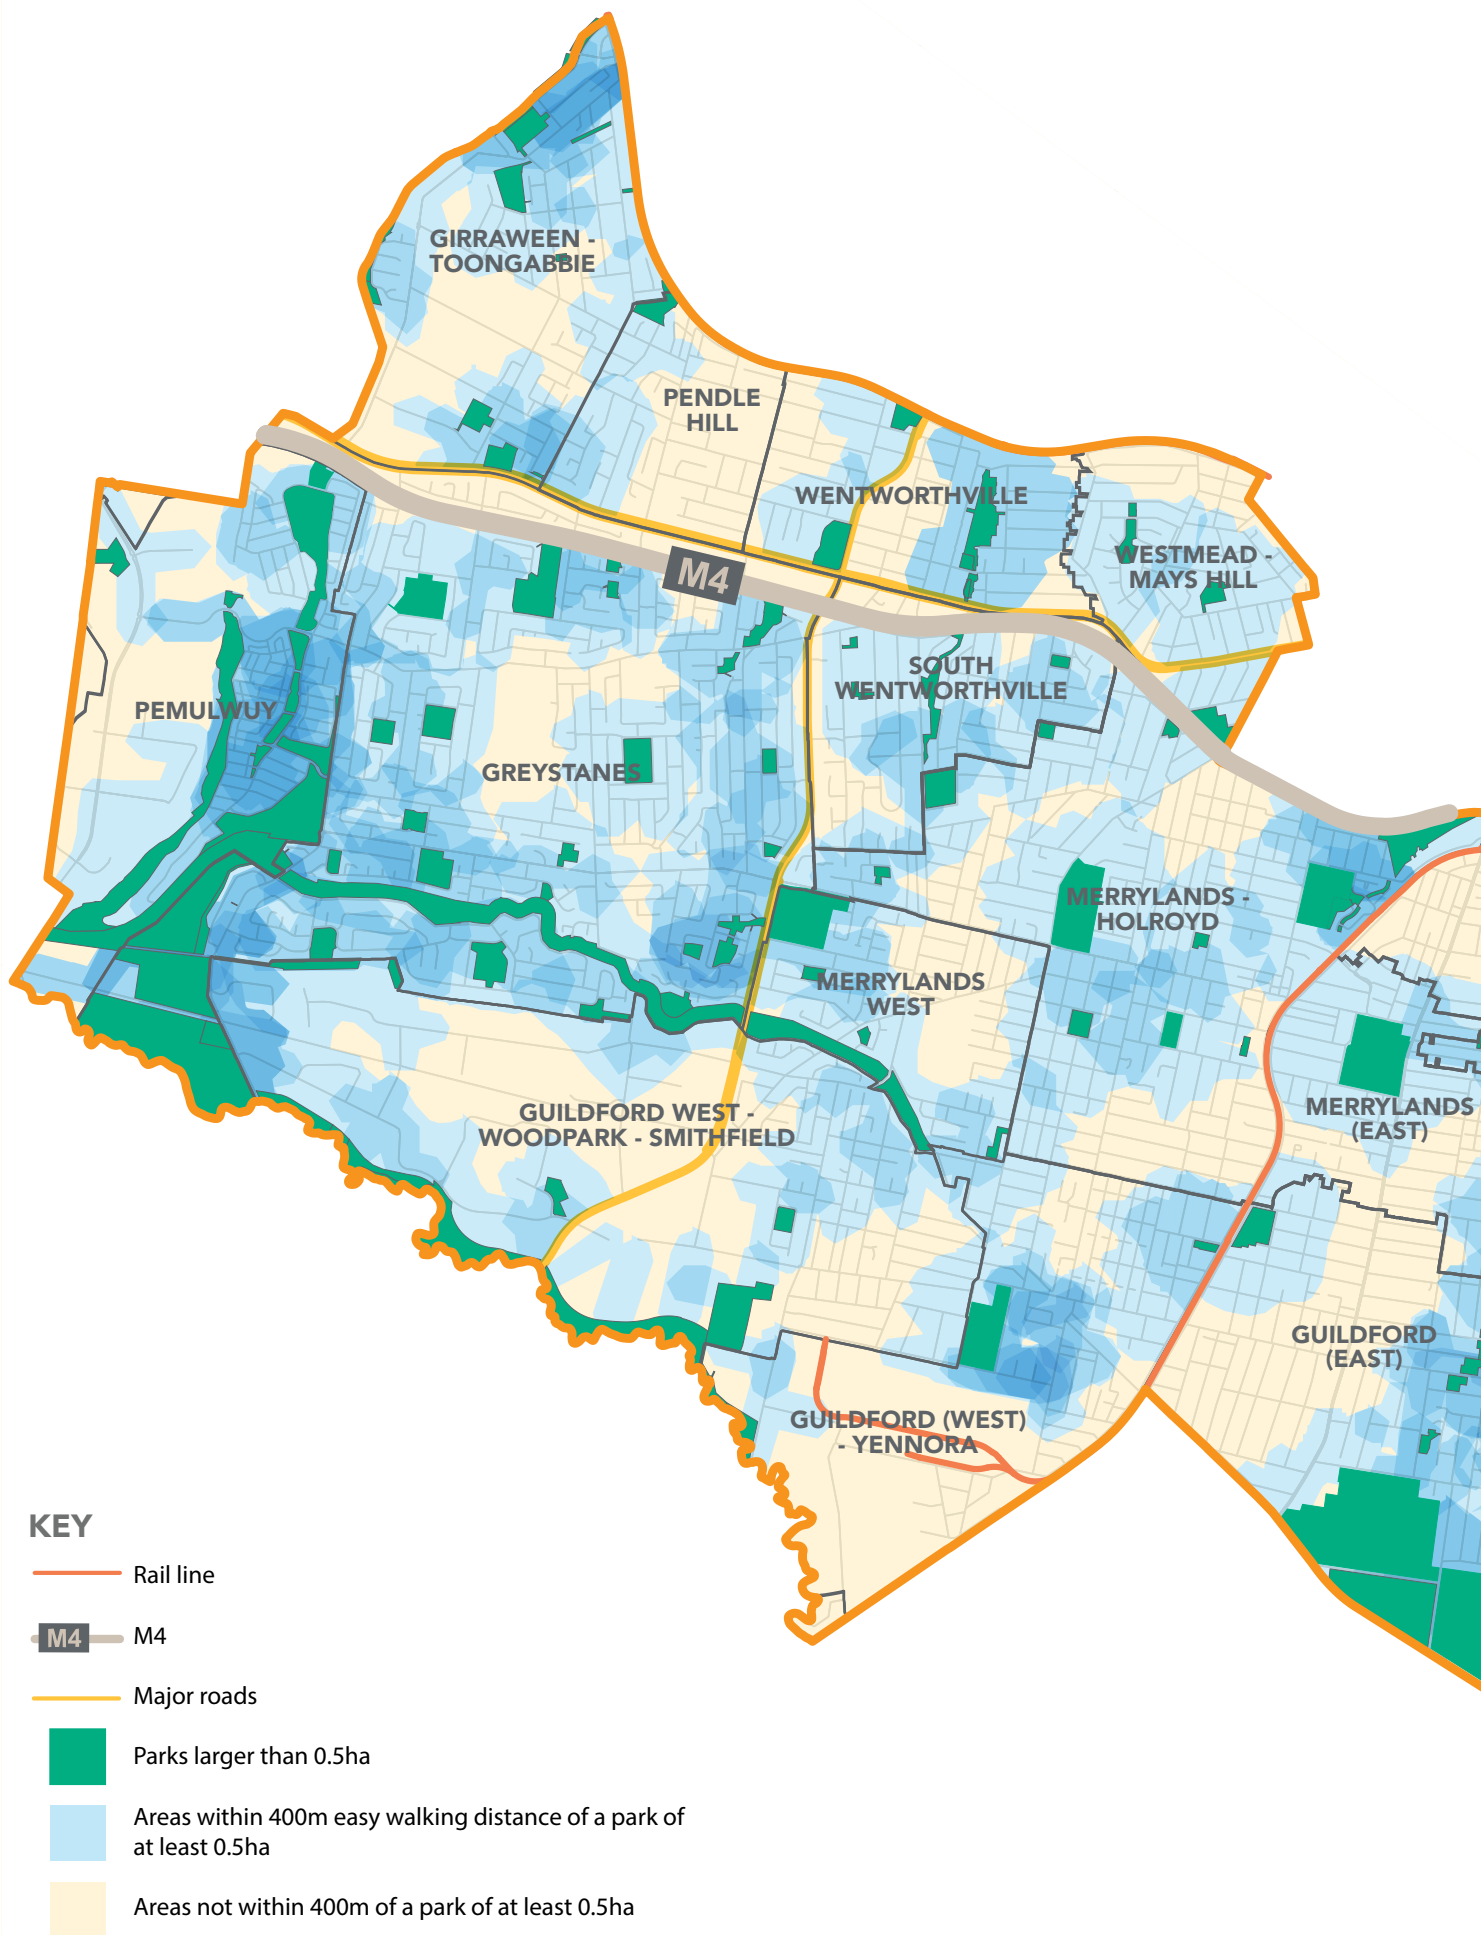 GIRRAWEEN -
TOONGABBIE
PENDLE
HILL
WENTWORTHVILLE
WESTMEAD -
MAYS HILL
M4
SOUTH
WENTWORTHVILLE
PEMULWUY
GREYSTANES
MERRYLANDS -
HOLROYD
MERRYLANDS
WEST
MERRYLANDS
(EAST)
GUILDFORD WEST -
WOODPARK - SMITHFIELD
GUILDFORD
(EAST)
GUILDFORD (WEST)
- YENNORA
KEY
Rail line
M4
M4
Major roads
Parks larger than 0.5ha
Areas within 400m easy walking distance of a park of
at least 0.5ha
Areas not within 400m of a park of at least 0.5ha